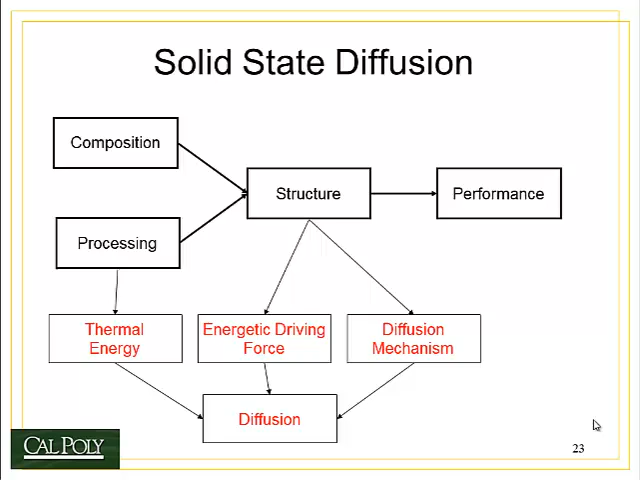 Solid State Diffusion
Composition
Structure
Performance
Processing
Thermal
Energy
Energetic Driving
Force
Diffusion
Mechanism
Diffusion
CAL POLY
23